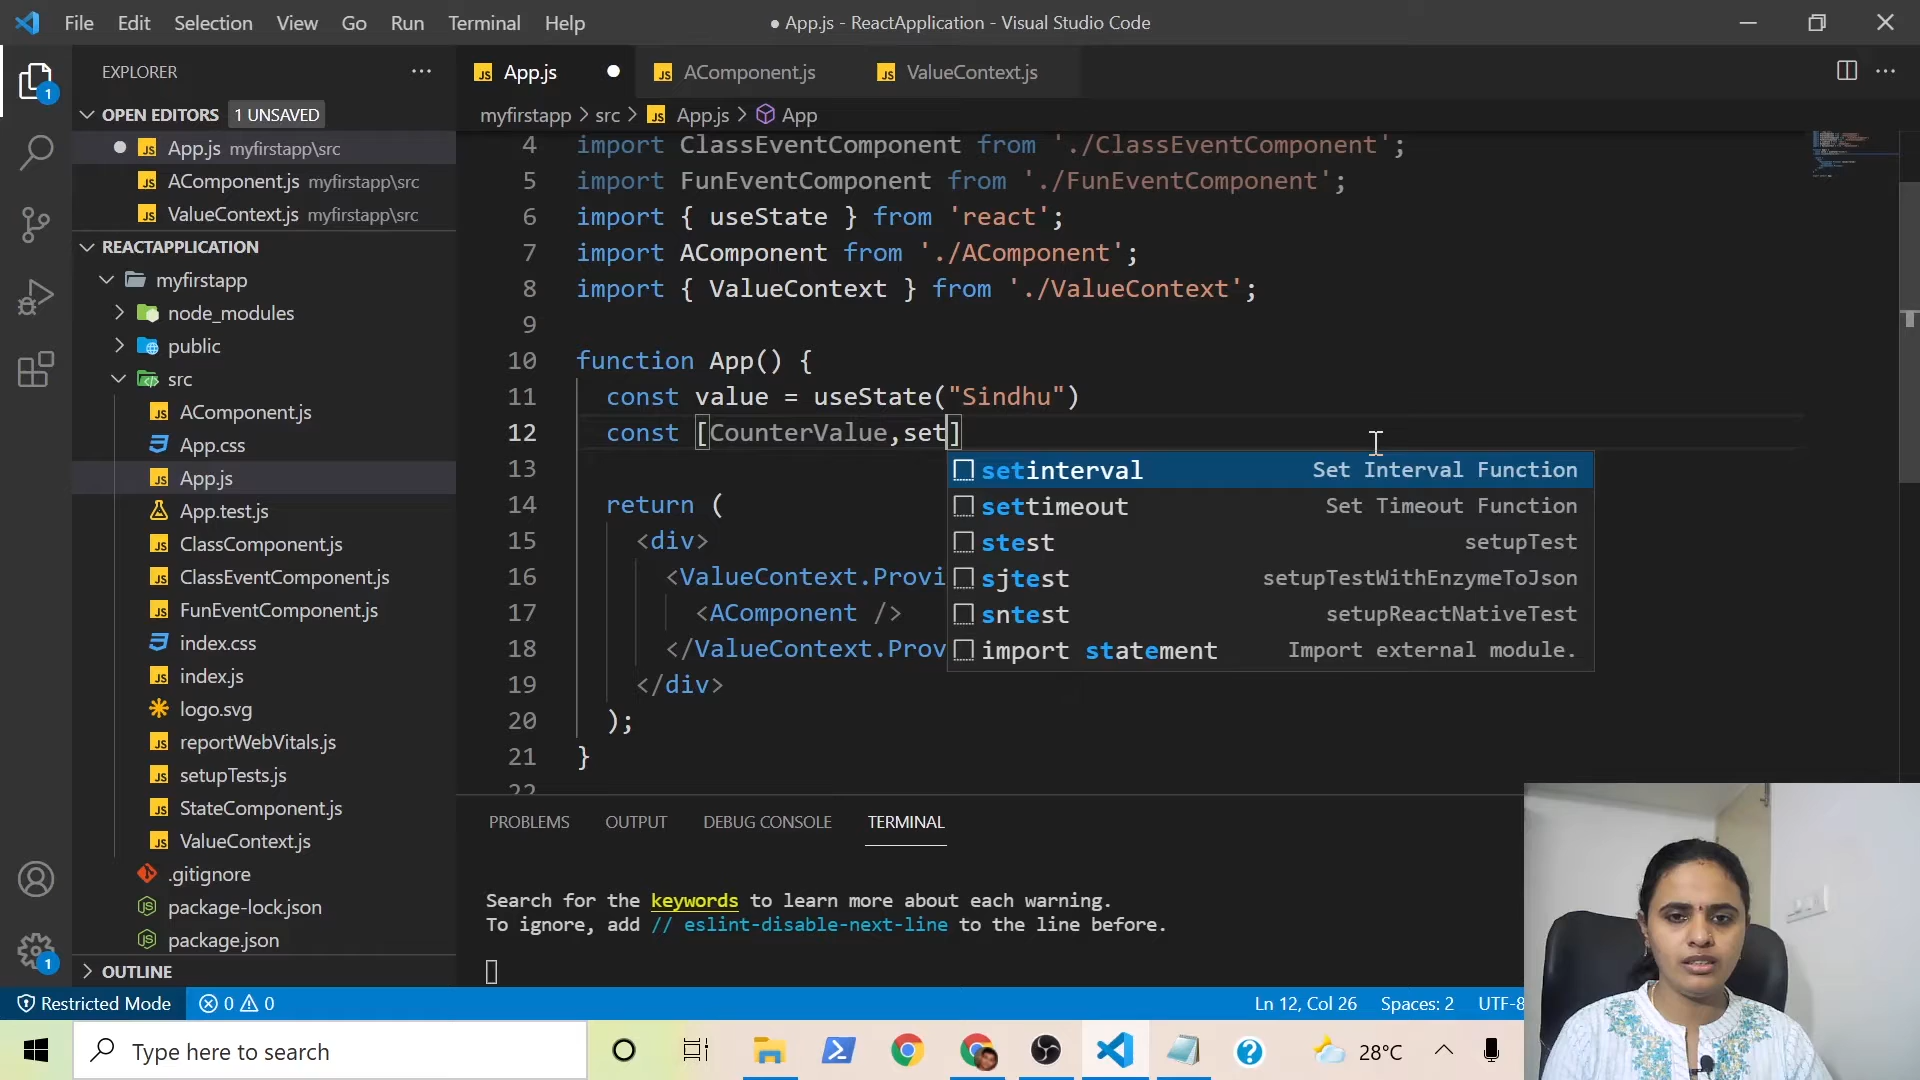 File Edit Selection View Go Run Terminal Help
● App.js - ReactApplication - Visual Studio Code
EXPLORER
OPEN EDITORS 1 UNSAVED
App.js myfirstapp\src
AComponent.js myfirstapp\src
ValueContext.js myfirstapp\src
REACTAPPLICATION
myfirstapp
node_modules
public
src
AComponent.js
App.css
App.js
App.test.js
ClassComponent.js
ClassEventComponent.js
FunEventComponent.js
index.css
index.js
logo.svg
reportWebVitals.js
setupTests.js
StateComponent.js
ValueContext.js
.gitignore
package-lock.json
package.json
OUTLINE
App.js AComponent.js ValueContext.js
myfirstapp > src > App.js > App
4 import ClassEventComponent from './ClassEventComponent';
5 import FunEventComponent from './FunEventComponent';
6 import { useState } from 'react';
7 import AComponent from './AComponent';
8 import { ValueContext } from './ValueContext';
9
10 function App() {
11 const value = useState("Sindhu")
12 const [CounterValue,set]
13
14 return (
15 <div>
16 <ValueContext.Provi
17 <AComponent />
18 </ValueContext.Prov
19 </div>
20 );
21 }
22
setinterval Set Interval Function
settimeout Set Timeout Function
stest setupTest
sjtest setupTestWithEnzymeToJson
sntest setupReactNativeTest
import statement Import external module.
PROBLEMS OUTPUT DEBUG CONSOLE TERMINAL
Search for the keywords to learn more about each warning.
To ignore, add // eslint-disable-next-line to the line before.
1
1
Restricted Mode 0 0 Ln 12, Col 26 Spaces: 2 UTF-8
Type here to search 28°C